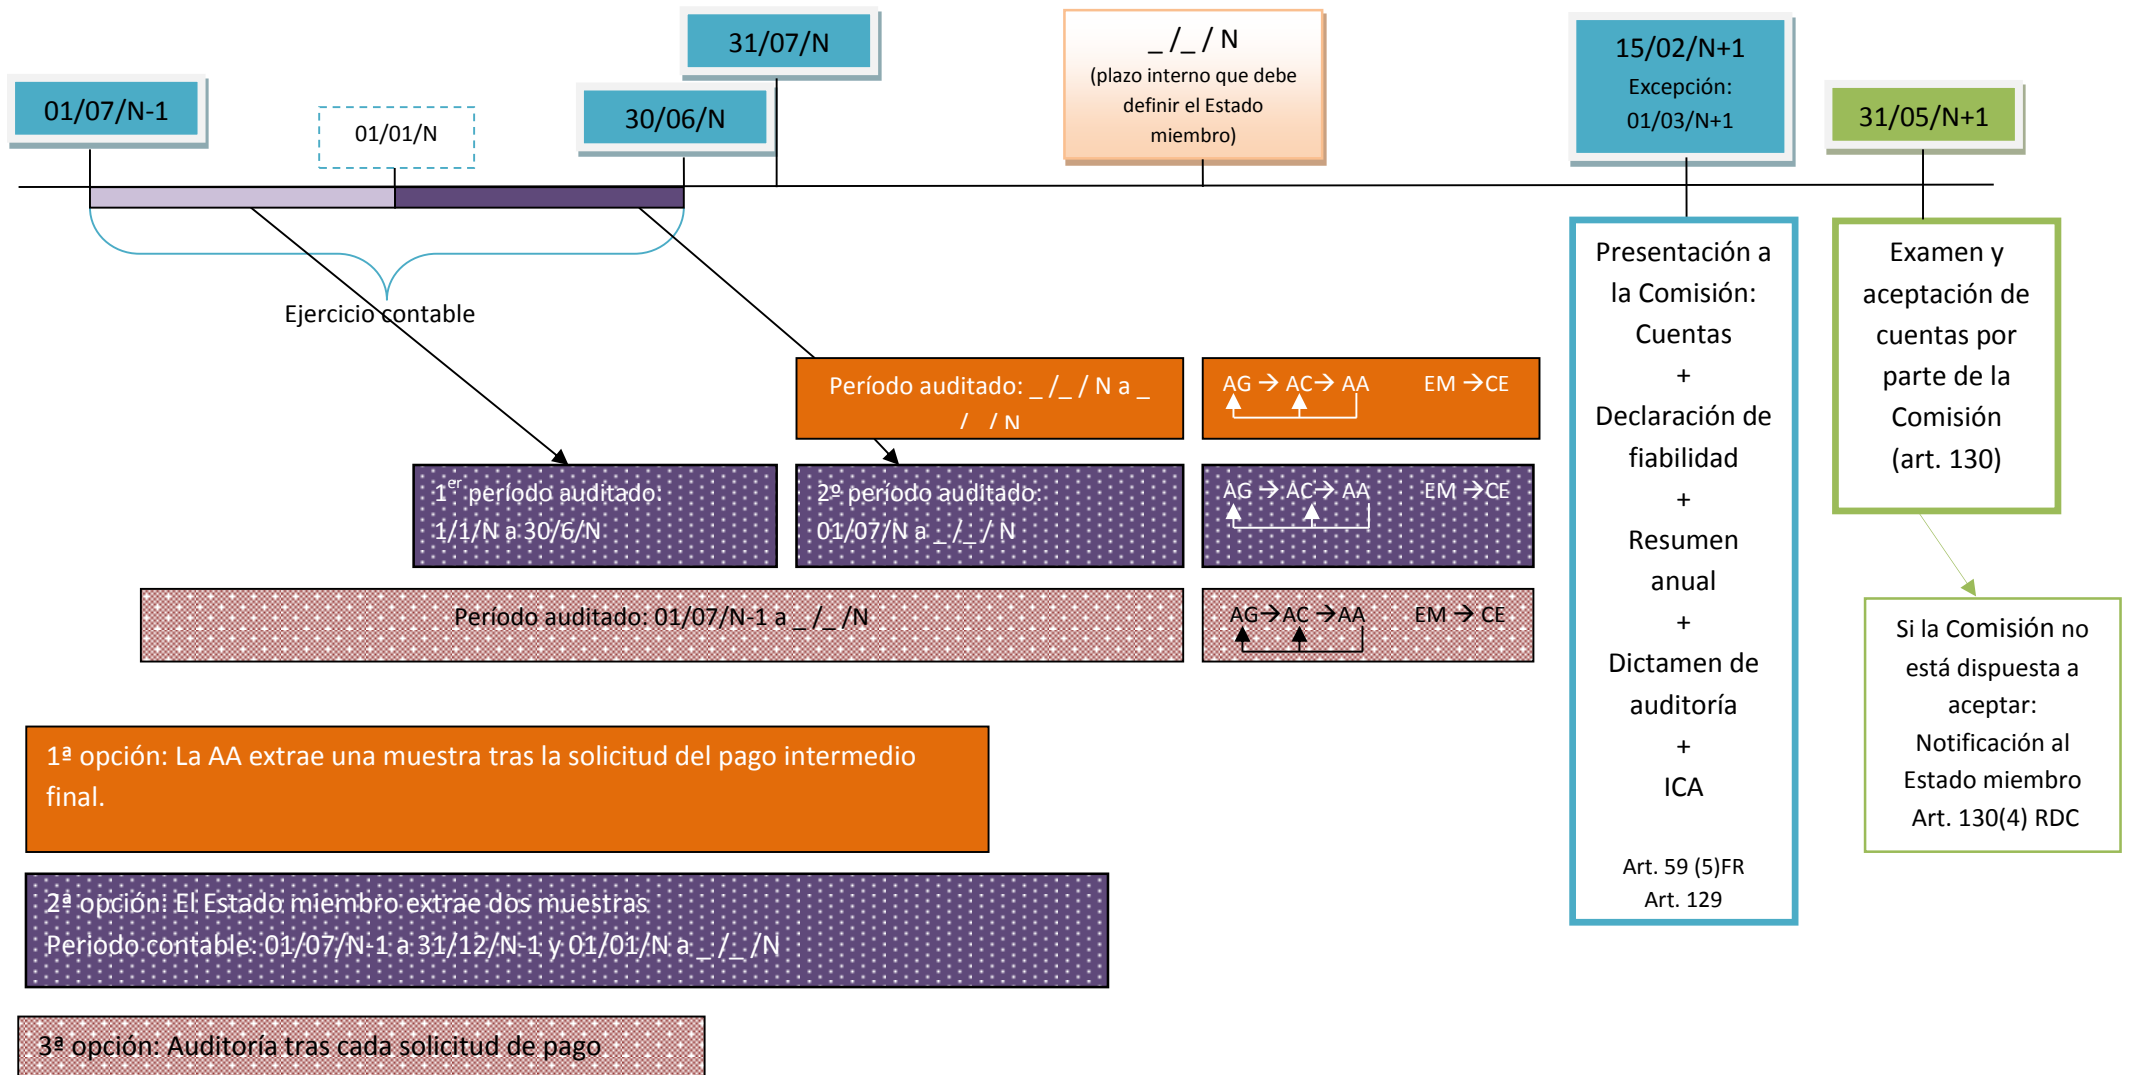 31/07/N
_ /_ / N
(plazo interno que debe
definir el Estado
miembro)
15/02/N+1
Excepción:
01/03/N+1
01/07/N-1
01/01/N
30/06/N
31/05/N+1
Ejercicio contable
Período auditado: _ /_ / N a _
/ _ / N
AG → AC→ AA EM →CE
1er período auditado:
1/1/N a 30/6/N
2º período auditado:
01/07/N a _ /_ / N
AG → AC→ AA EM →CE
Período auditado: 01/07/N-1 a _ /_ /N
AG→AC →AA EM → CE
Presentación a
la Comisión:
Cuentas
+
Declaración de
fiabilidad
+
Resumen
anual
+
Dictamen de
auditoría
+
ICA
Art. 59 (5)FR
Art. 129
Examen y
aceptación de
cuentas por
parte de la
Comisión
(art. 130)
Si la Comisión no
está dispuesta a
aceptar:
Notificación al
Estado miembro
Art. 130(4) RDC
1ª opción: La AA extrae una muestra tras la solicitud del pago intermedio
final.
2ª opción: El Estado miembro extrae dos muestras
Periodo contable: 01/07/N-1 a 31/12/N-1 y 01/01/N a _ /_ /N
3ª opción: Auditoría tras cada solicitud de pago